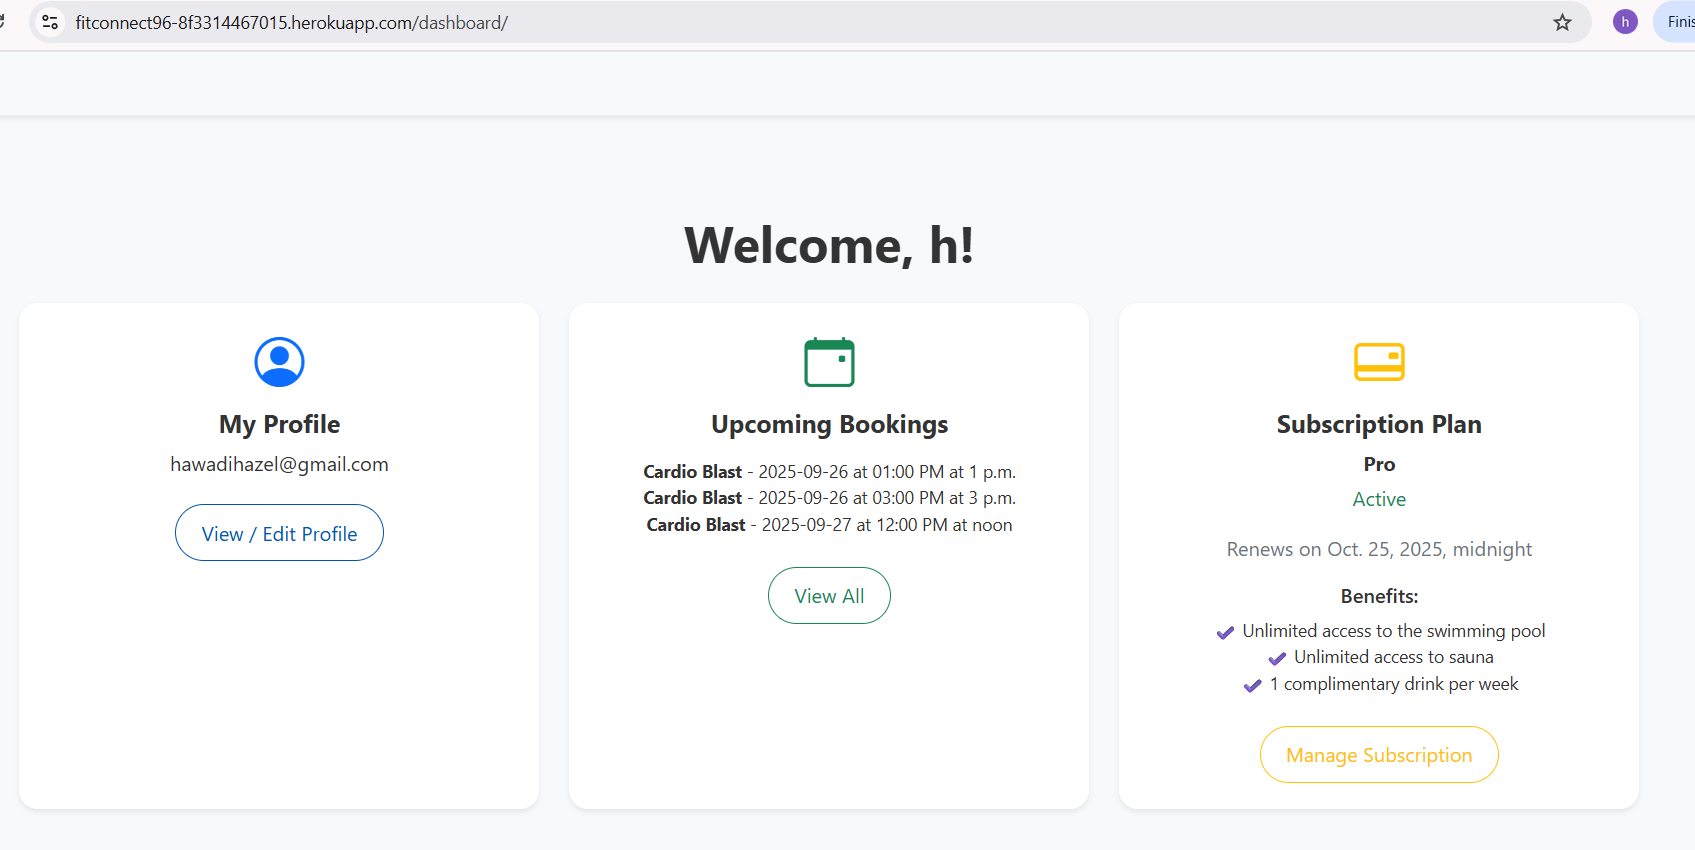 fitconnect96-8f3314467015.herokuapp.com/dashboard/
h
Finis
Welcome, h!
My Profile
hawadihazel@gmail.com
View / Edit Profile
Upcoming Bookings
Cardio Blast - 2025-09-26 at 01:00 PM at 1 p.m.
Cardio Blast - 2025-09-26 at 03:00 PM at 3 p.m.
Cardio Blast - 2025-09-27 at 12:00 PM at noon
View All
Subscription Plan
Pro
Active
Renews on Oct. 25, 2025, midnight
Benefits:
Unlimited access to the swimming pool
Unlimited access to sauna
1 complimentary drink per week
Manage Subscription